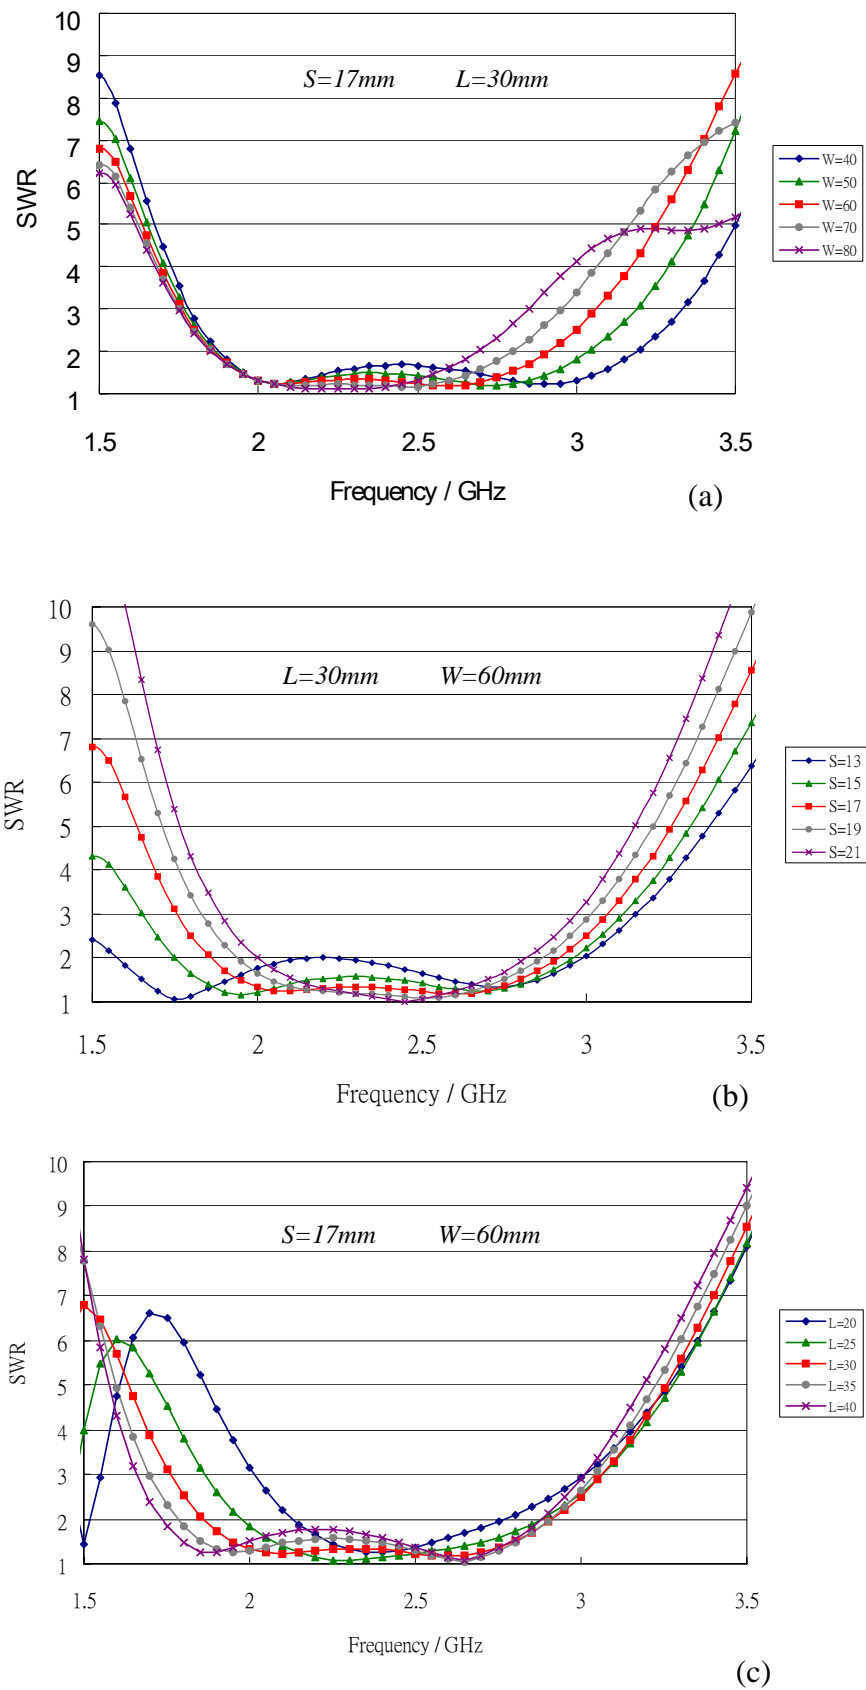 10
9
8
7
6
5
4
3
2
1
SWR
S=17mm L=30mm
W=40
W=50
W=60
W=70
W=80
1.5 2 2.5 3 3.5
Frequency / GHz
(a)
10
9
8
7
6
5
4
3
2
1
SWR
L=30mm W=60mm
S=13
S=15
S=17
S=19
S=21
1.5 2 2.5 3 3.5
Frequency / GHz
(b)
10
9
8
7
6
5
4
3
2
1
SWR
S=17mm W=60mm
L=20
L=25
L=30
L=35
L=40
1.5 2 2.5 3 3.5
Frequency / GHz
(c)